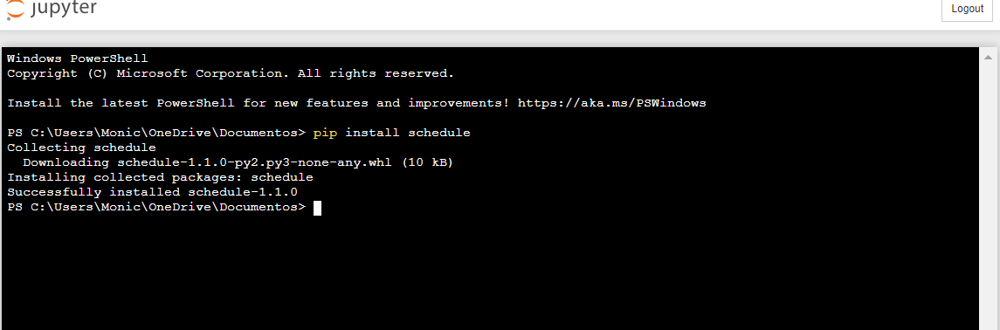 jupyter
Logout
Windows PowerShell
Copyright (C) Microsoft Corporation. All rights reserved.
Install the latest PowerShell for new features and improvements! https://aka.ms/PSWindows
PS C:\Users\Monic\OneDrive\Documentos> pip install schedule
Collecting schedule
  Downloading schedule-1.1.0-py2.py3-none-any.whl (10 kB)
Installing collected packages: schedule
Successfully installed schedule-1.1.0
PS C:\Users\Monic\OneDrive\Documentos>